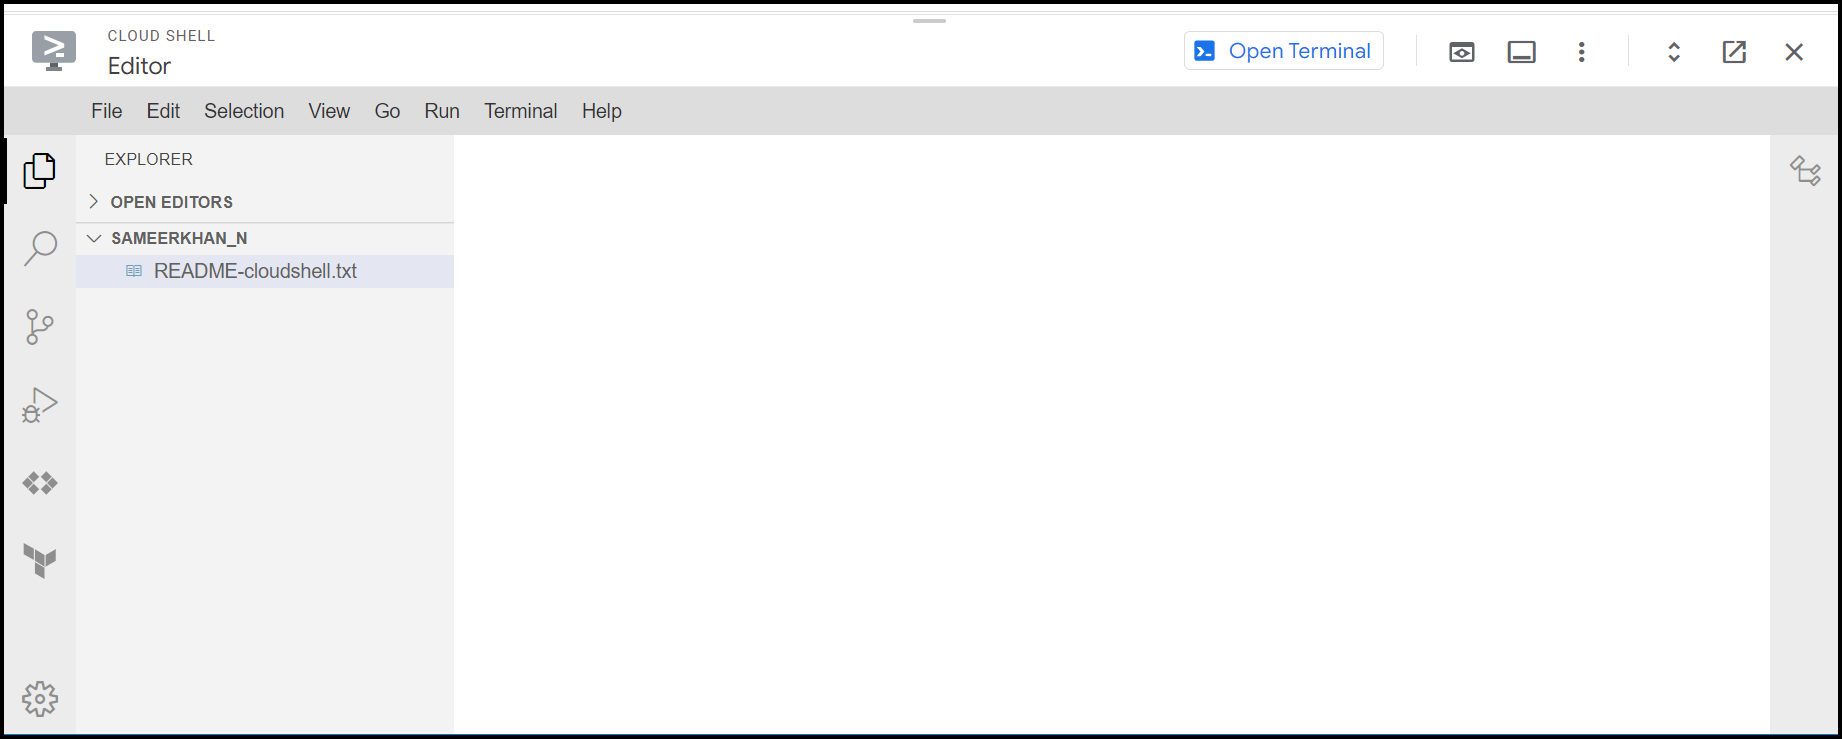 CLOUD SHELL
Editor
Open Terminal
File Edit Selection View Go Run Terminal Help
EXPLORER
OPEN EDITORS
SAMEERKHAN_N
README-cloudshell.txt